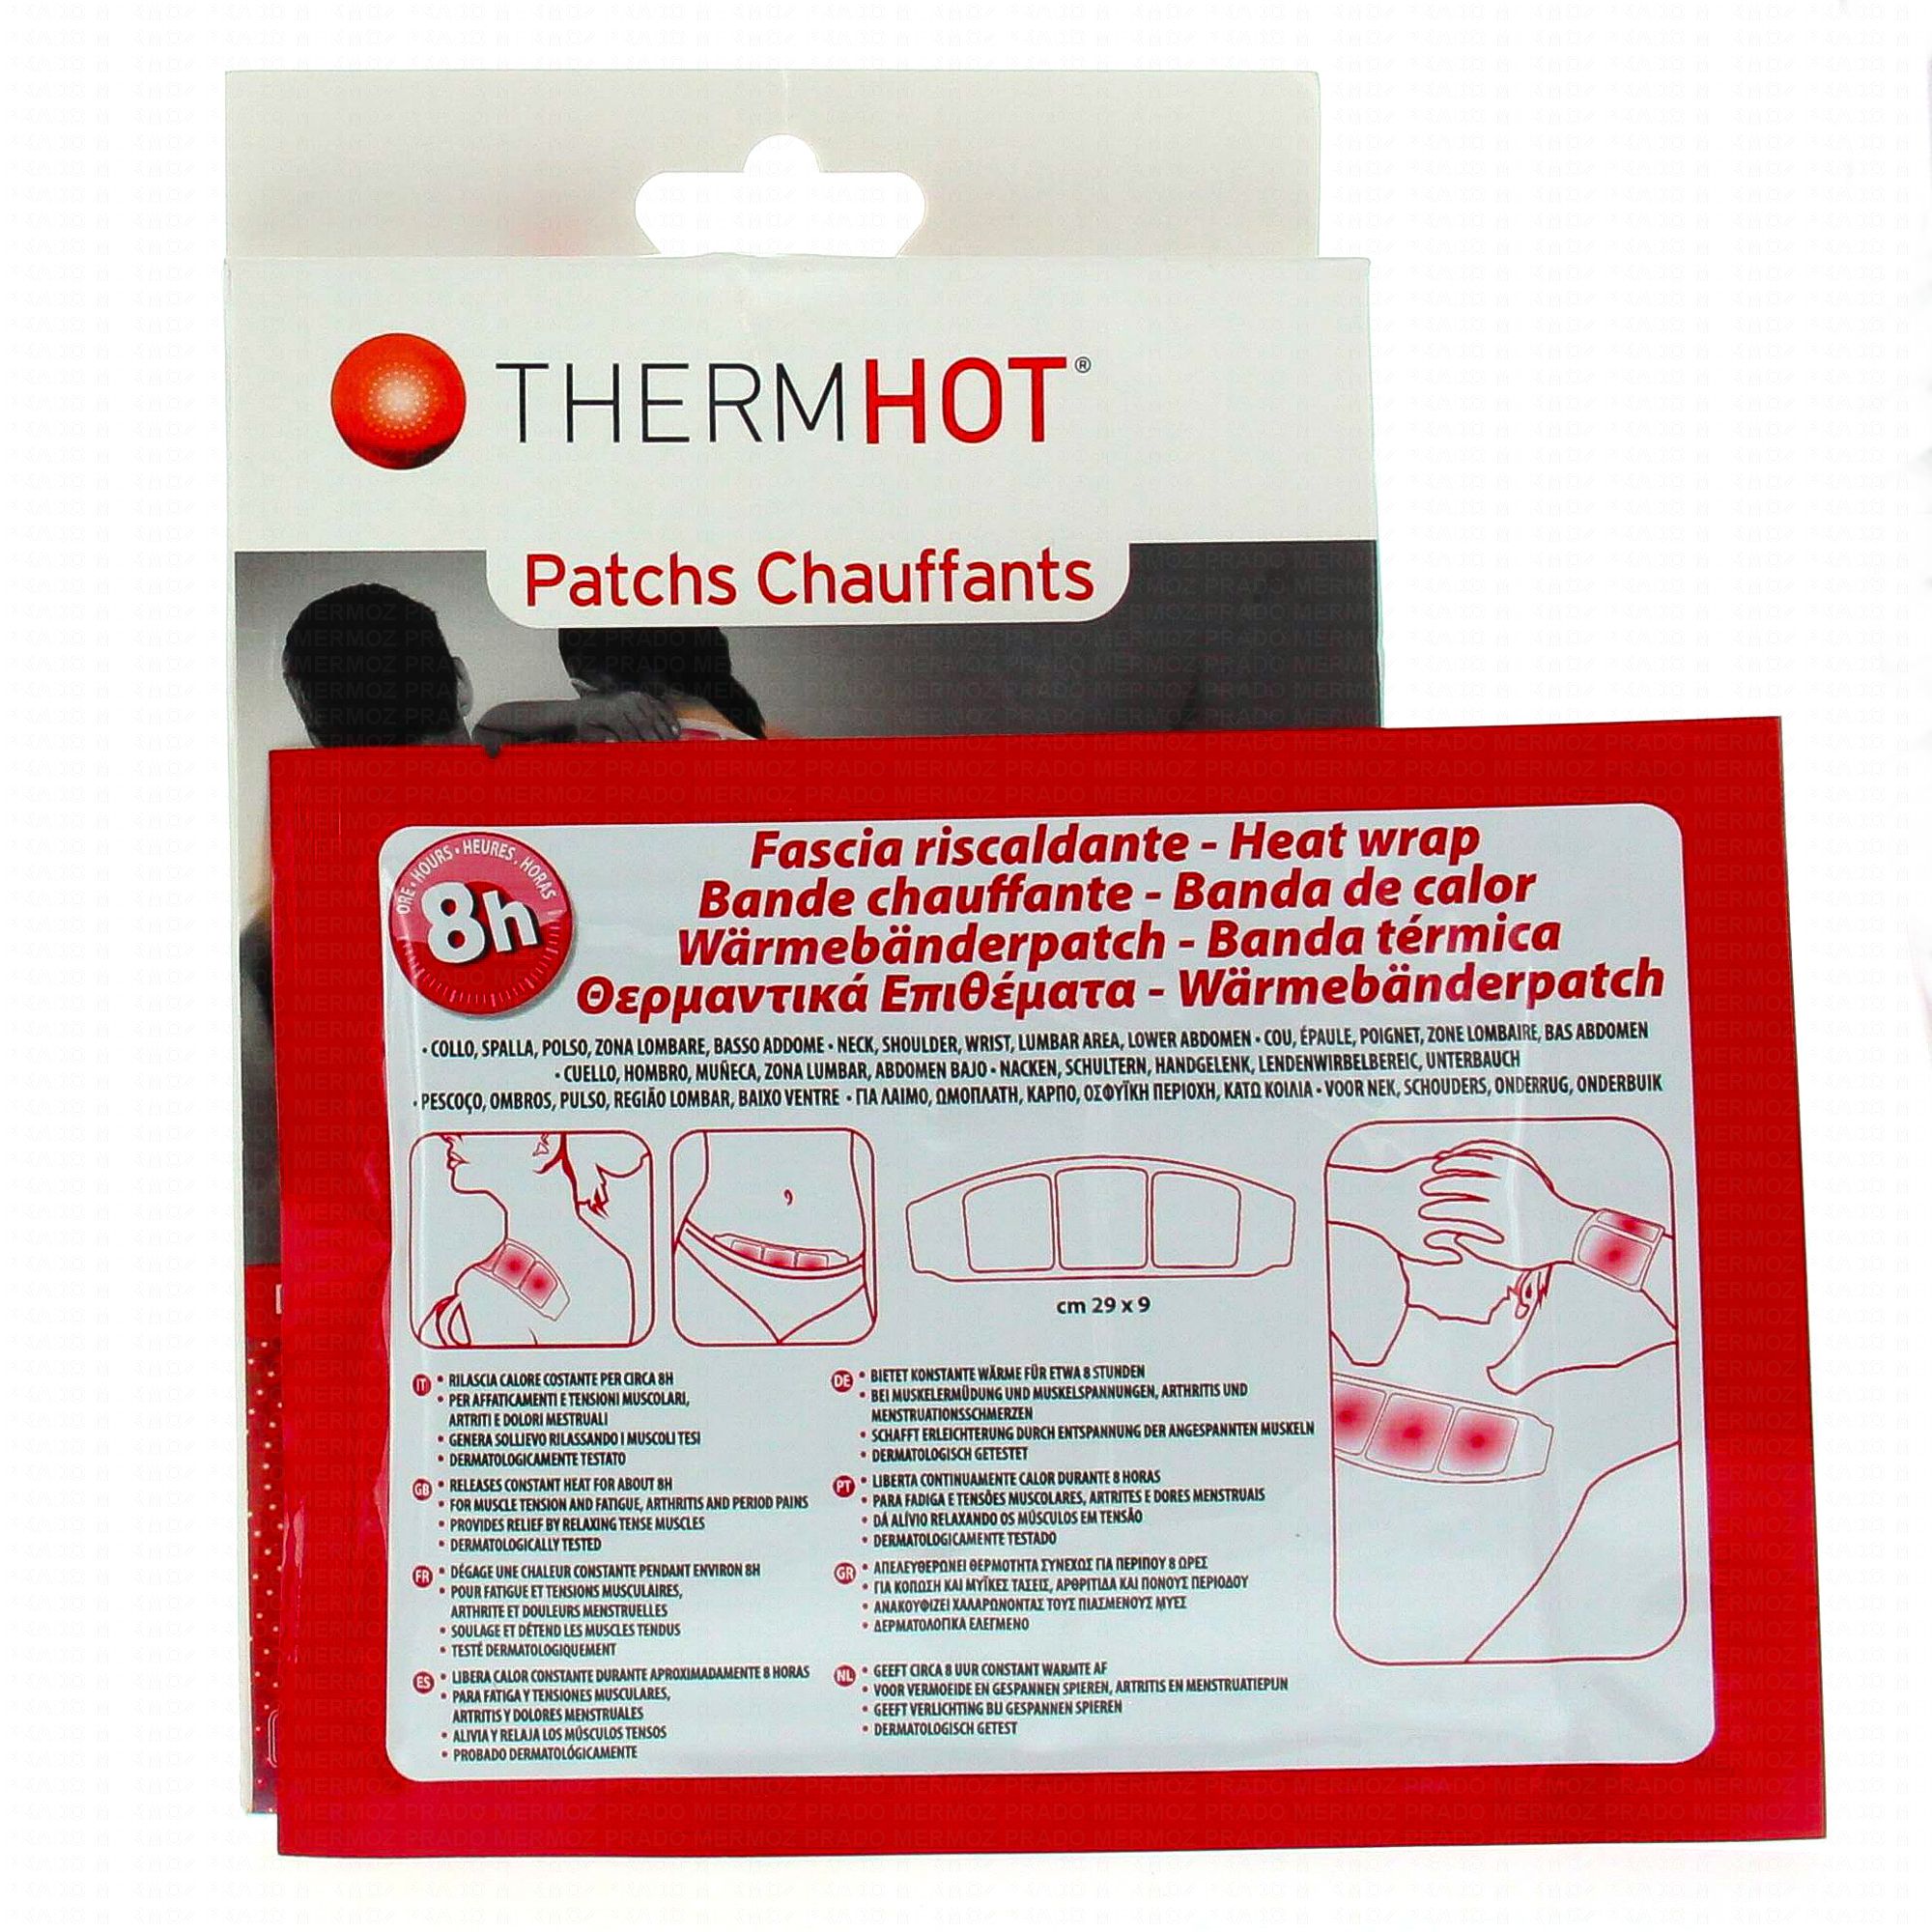 THERMHOT®
Patchs Chauffants
ORE • HOURS • HEURES • HORAS
8h
Fascia riscaldante - Heat wrap
Bande chauffante - Banda de calor
Wärmebänderpatch - Banda térmica
Θερμαντικά Επιθέματα - Wärmebänderpatch
• COLLO, SPALLA, POLSO, ZONA LOMBARE, BASSO ADDOME • NECK, SHOULDER, WRIST, LUMBAR AREA, LOWER ABDOMEN • COU, ÉPAULE, POIGNET, ZONE LOMBAIRE, BAS ABDOMEN
• CUELLO, HOMBRO, MUÑECA, ZONA LUMBAR, ABDOMEN BAJO • NACKEN, SCHULTERN, HANDGELENK, LENDENWIRBELBEREIC, UNTERBAUCH
• PESCOÇO, OMBROS, PULSO, REGIÃO LOMBAR, BAIXO VENTRE • ΓΙΑ ΛΑΙΜΟ, ΩΜΟΠΛΑΤΗ, ΚΑΡΠΟ, ΟΣΦΥΪΚΗ ΠΕΡΙΟΧΗ, ΚΑΤΩ ΚΟΙΛΙΑ • VOOR NEK, SCHOUDERS, ONDERRUG, ONDERBUIK
cm 29 x 9
IT • RILASCIA CALORE COSTANTE PER CIRCA 8H
• PER AFFATICAMENTI E TENSIONI MUSCOLARI,
ARTRITI E DOLORI MESTRUALI
• GENERA SOLLIEVO RILASSANDO I MUSCOLI TESI
• DERMATOLOGICAMENTE TESTATO
GB • RELEASES CONSTANT HEAT FOR ABOUT 8H
• FOR MUSCLE TENSION AND FATIGUE, ARTHRITIS AND PERIOD PAINS
• PROVIDES RELIEF BY RELAXING TENSE MUSCLES
• DERMATOLOGICALLY TESTED
FR • DÉGAGE UNE CHALEUR CONSTANTE PENDANT ENVIRON 8H
• POUR FATIGUE ET TENSIONS MUSCULAIRES,
ARTHRITE ET DOULEURS MENSTRUELLES
• SOULAGE ET DÉTEND LES MUSCLES TENDUS
• TESTÉ DERMATOLOGIQUEMENT
ES • LIBERA CALOR CONSTANTE DURANTE APROXIMADAMENTE 8 HORAS
• PARA FATIGA Y TENSIONES MUSCULARES,
ARTRITIS Y DOLORES MENSTRUALES
• ALIVIA Y RELAJA LOS MÚSCULOS TENSOS
• PROBADO DERMATOLÓGICAMENTE
DE • BIETET KONSTANTE WÄRME FÜR ETWA 8 STUNDEN
• BEI MUSKELERMÜDUNG UND MUSKELSPANNUNGEN, ARTHRITIS UND
MENSTRUATIONSSCHMERZEN
• SCHAFFT ERLEICHTERUNG DURCH ENTSPANNUNG DER ANGESPANNTEN MUSKELN
• DERMATOLOGISCH GETESTET
PT • LIBERTA CONTINUAMENTE CALOR DURANTE 8 HORAS
• PARA FADIGA E TENSÕES MUSCOLARES, ARTRITES E DORES MENSTRUAIS
• DÁ ALÍVIO RELAXANDO OS MÚSCULOS EM TENSÃO
• DERMATOLOGICAMENTE TESTADO
GR • ΑΠΕΛΕΥΘΕΡΩΝΕΙ ΘΕΡΜΟΤΗΤΑ ΣΥΝΕΧΩΣ ΓΙΑ ΠΕΡΙΠΟΥ 8 ΩΡΕΣ
• ΓΙΑ ΚΟΠΩΣΗ ΚΑΙ ΜΥΪΚΕΣ ΤΑΣΕΙΣ, ΑΡΘΡΙΤΙΔΑ ΚΑΙ ΠΟΝΟΥΣ ΠΕΡΙΟΔΟΥ
• ΑΝΑΚΟΥΦΙΖΕΙ ΧΑΛΑΡΩΝΟΝΤΑΣ ΤΟΥΣ ΠΙΑΣΜΕΝΟΥΣ ΜΥΕΣ
• ΔΕΡΜΑΤΟΛΟΓΙΚΑ ΕΛΕΓΜΕΝΟ
NL • GEEFT CIRCA 8 UUR CONSTANT WARMTE AF
• VOOR VERMOEIDE EN GESPANNEN SPIEREN, ARTRITIS EN MENSTRUATIEPIJN
• GEEFT VERLICHTING BIJ GESPANNEN SPIEREN
• DERMATOLOGISCH GETEST
MERMOZ PRADO